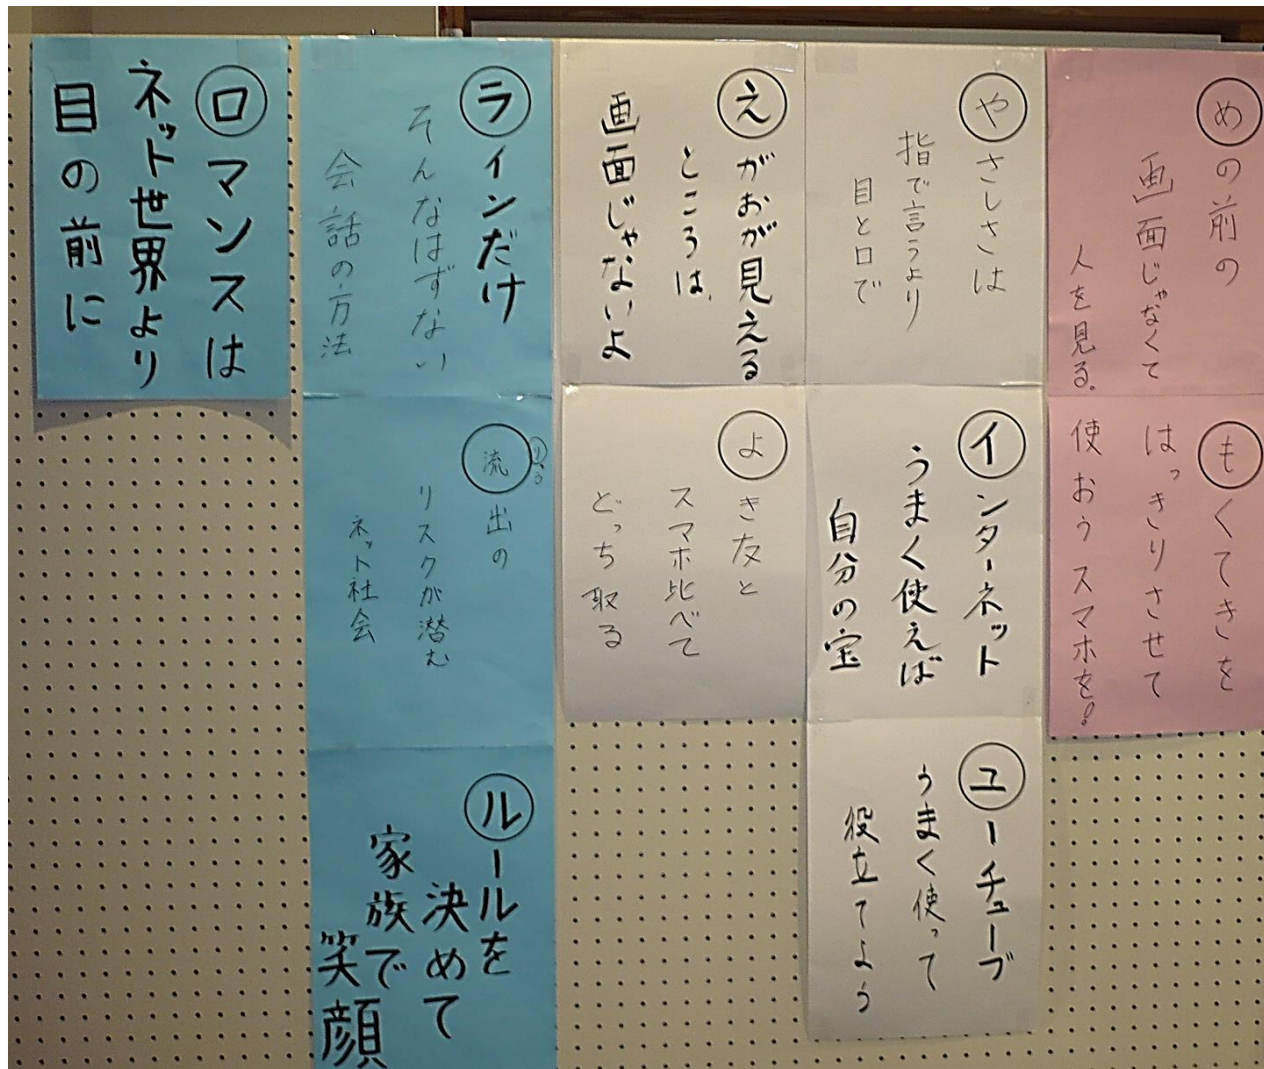 めの前の
画面じゃなくて
人を見る。
もくてきを
はっきりさせて
使おうスマホを!
やさしさは
指で言うより
目と口で
インターネット
うまく使えば
自分の宝
ユーチューブ
うまく使って
役立てよう
えがおが見える
ところは、
画面じゃないよ
よき友と
スマホ比べて
どっち取る
ラインだけ
そんなはずない
会話の方法
流出の
りゅう
リスクが潜む
ネット社会
ルールを
決めて
家族で
笑顔
ロマンスは
ネット世界より
目の前に